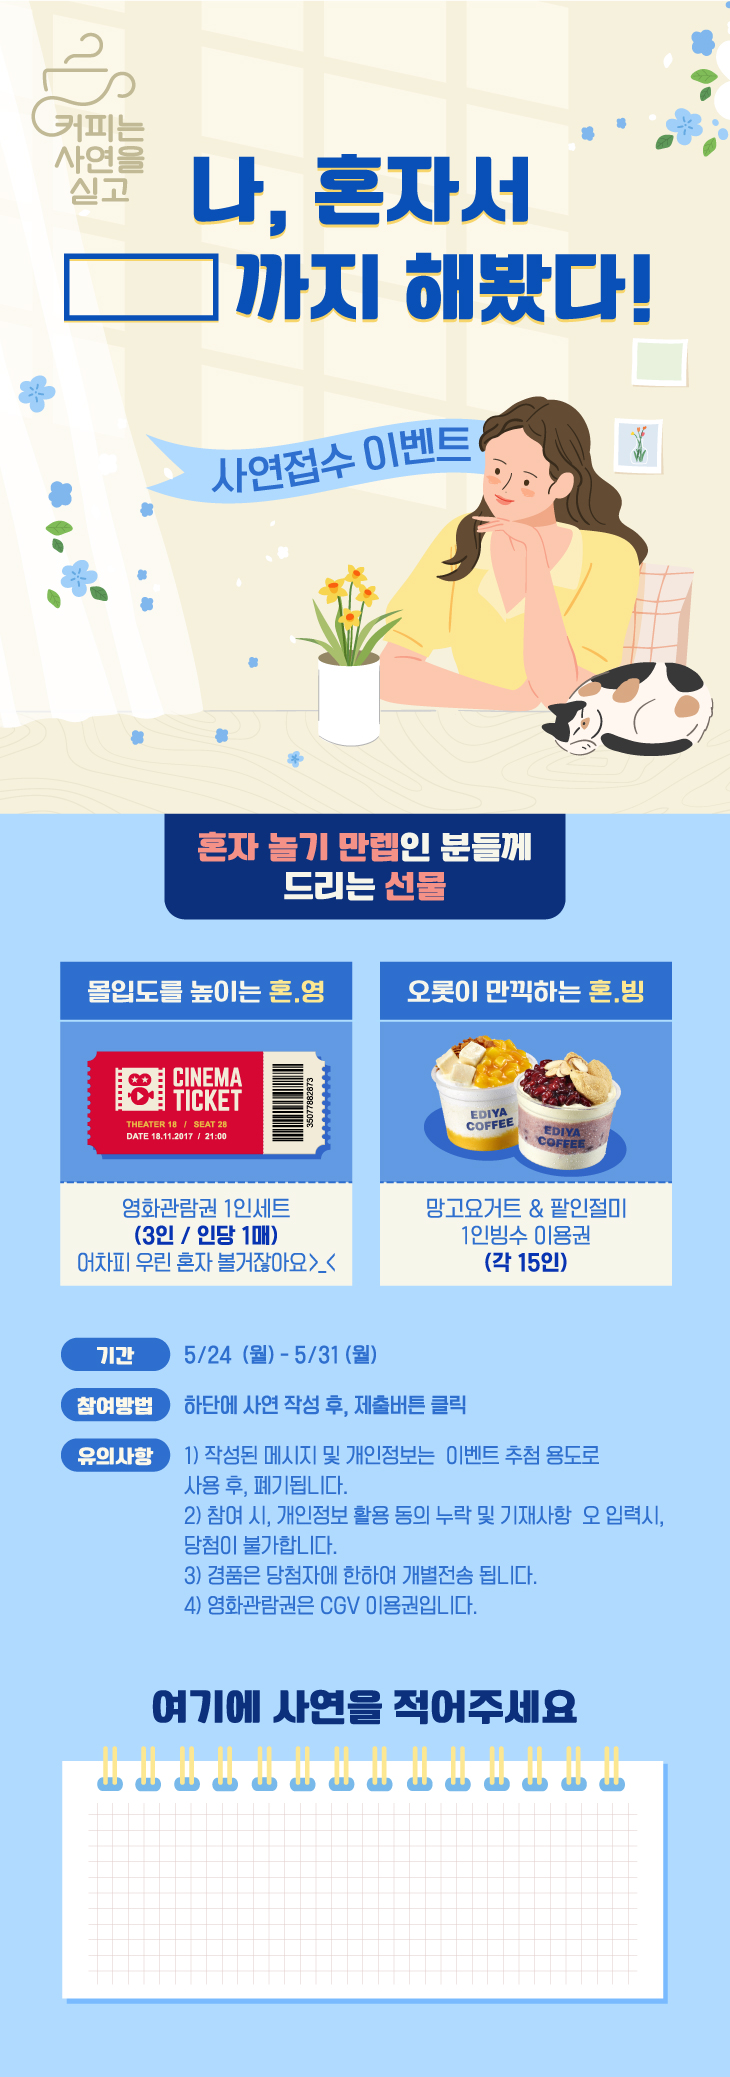 커피는
사연을
싣고
나, 혼자서
까지 해봤다!
사연접수 이벤트
혼자 놀기 만렙인 분들께
드리는 선물
몰입도를 높이는 혼.영
CINEMA
TICKET
THEATER 18 / SEAT 28
DATE 18.11.2017 / 21:00
35077882873
영화관람권 1인세트
(3인 / 인당 1매)
어차피 우린 혼자 볼거잖아요>_<
오롯이 만끽하는 혼.빙
EDIYA
COFFEE
EDIYA
COFFEE
망고요거트 & 팥인절미
1인빙수 이용권
(각 15인)
기간 5/24 (월) - 5/31 (월)
참여방법 하단에 사연 작성 후, 제출버튼 클릭
유의사항 1) 작성된 메시지 및 개인정보는 이벤트 추첨 용도로
사용 후, 폐기됩니다.
2) 참여 시, 개인정보 활용 동의 누락 및 기재사항 오 입력시,
당첨이 불가합니다.
3) 경품은 당첨자에 한하여 개별전송 됩니다.
4) 영화관람권은 CGV 이용권입니다.
여기에 사연을 적어주세요